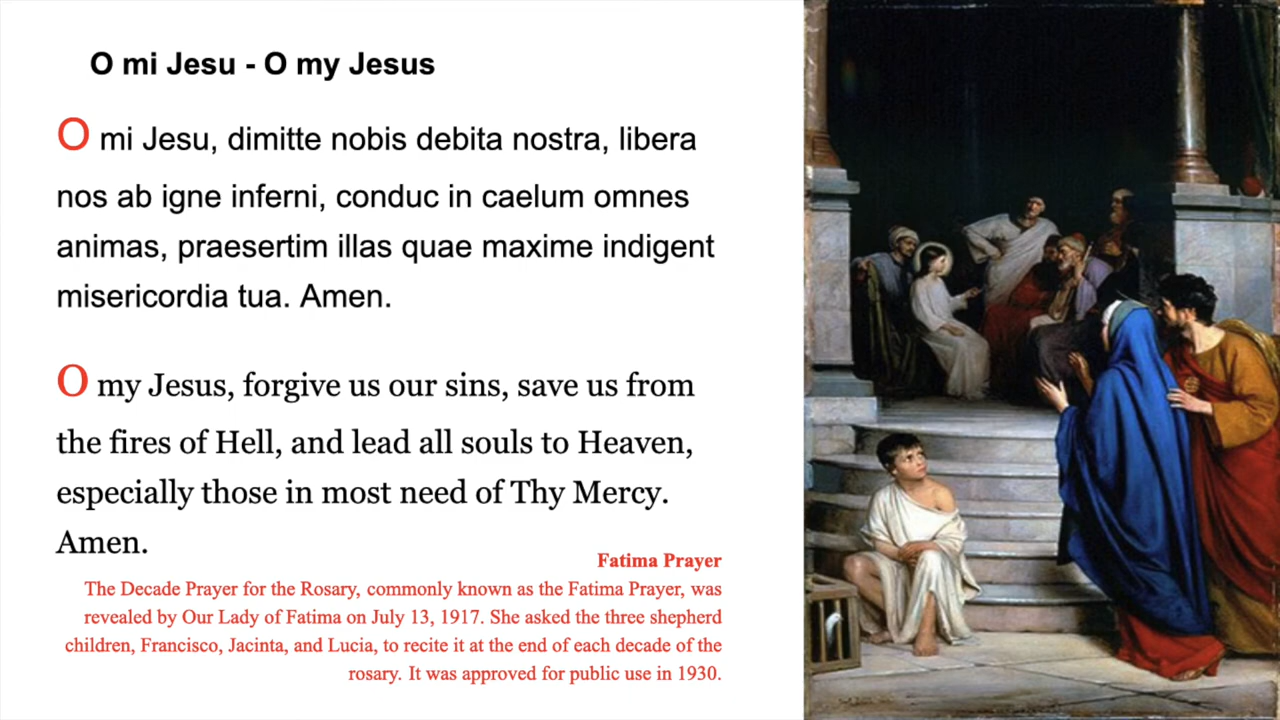 O mi Jesu - O my Jesus
O mi Jesu, dimitte nobis debita nostra, libera
nos ab igne inferni, conduc in caelum omnes
animas, praesertim illas quae maxime indigent
misericordia tua. Amen.
O my Jesus, forgive us our sins, save us from
the fires of Hell, and lead all souls to Heaven,
especially those in most need of Thy Mercy.
Amen.
Fatima Prayer
The Decade Prayer for the Rosary, commonly known as the Fatima Prayer, was
revealed by Our Lady of Fatima on July 13, 1917. She asked the three shepherd
children, Francisco, Jacinta, and Lucia, to recite it at the end of each decade of the
rosary. It was approved for public use in 1930.